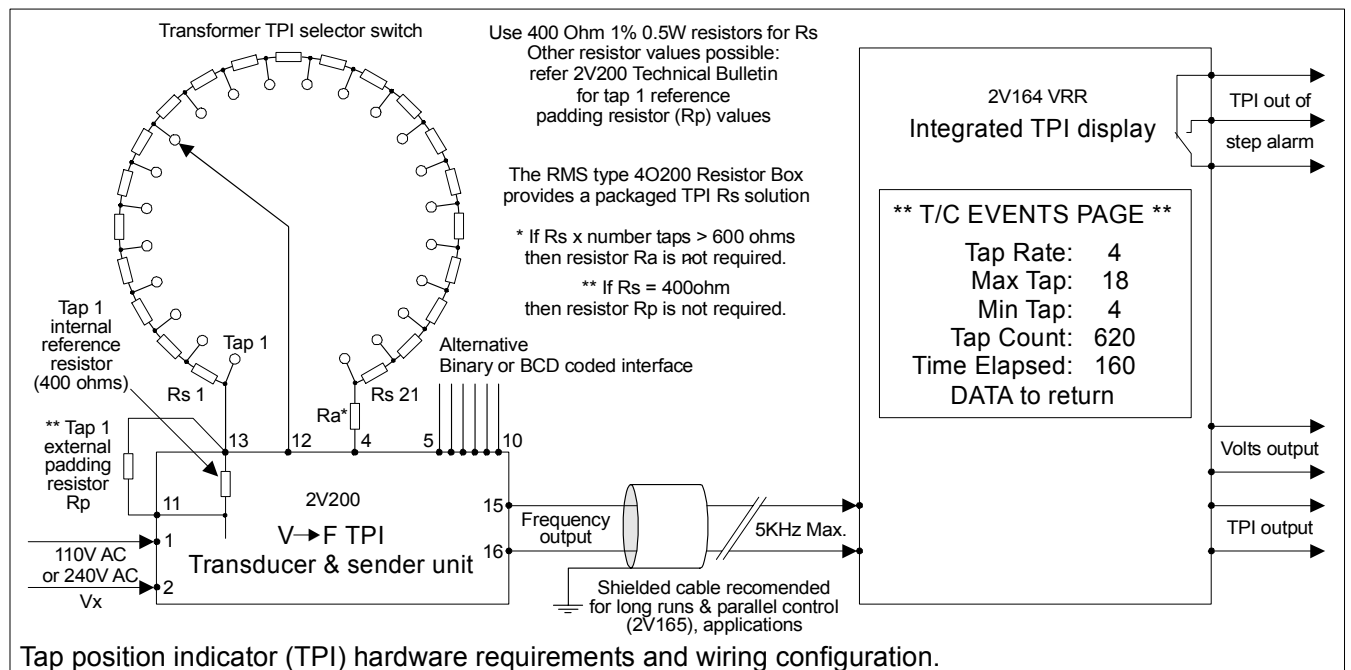 Transformer TPI selector switch
Use 400 Ohm 1% 0.5W resistors for Rs
Other resistor values possible:
refer 2V200 Technical Bulletin
for tap 1 reference
padding resistor (Rp) values
The RMS type 4O200 Resistor Box
provides a packaged TPI Rs solution
* If Rs x number taps > 600 ohms
then resistor Ra is not required.
** If Rs = 400ohm
then resistor Rp is not required.
2V164 VRR
Integrated TPI display
TPI out of
step alarm
** T/C EVENTS PAGE **
Tap Rate: 4
Max Tap: 18
Min Tap: 4
Tap Count: 620
Time Elapsed: 160
DATA to return
Tap 1
internal
reference
resistor
(400 ohms)
Tap 1
Rs 1
Rs 21
Alternative
Binary or BCD coded interface
Ra*
** Tap 1
external
padding
resistor
Rp
13
12
4
5
10
11
2V200
V→F TPI
Transducer & sender unit
1
110V AC
or 240V AC
2
Vx
15
Frequency
output
16
5KHz Max.
Shielded cable recomended
for long runs & parallel control
(2V165), applications
Volts output
TPI output
Tap position indicator (TPI) hardware requirements and wiring configuration.